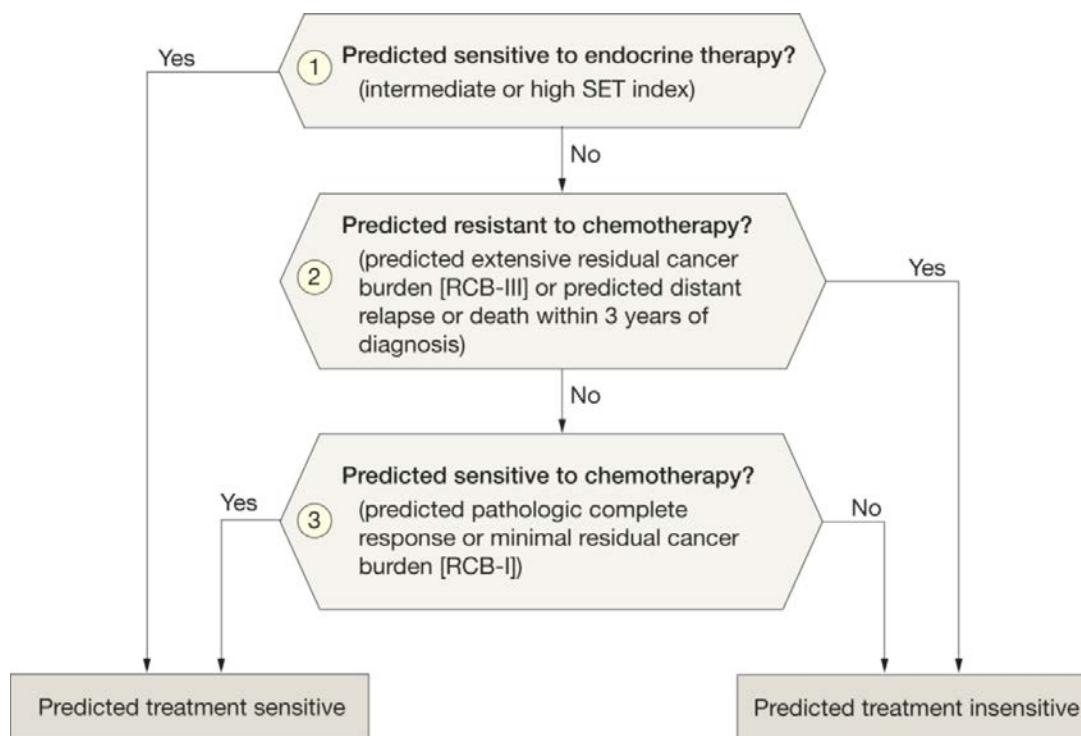 Yes
1
Predicted sensitive to endocrine therapy?
(intermediate or high SET index)
No
2
Predicted resistant to chemotherapy?
(predicted extensive residual cancer
burden [RCB-III] or predicted distant
relapse or death within 3 years of
diagnosis)
Yes
No
Yes
3
Predicted sensitive to chemotherapy?
(predicted pathologic complete
response or minimal residual cancer
burden [RCB-I])
No
Predicted treatment sensitive
Predicted treatment insensitive